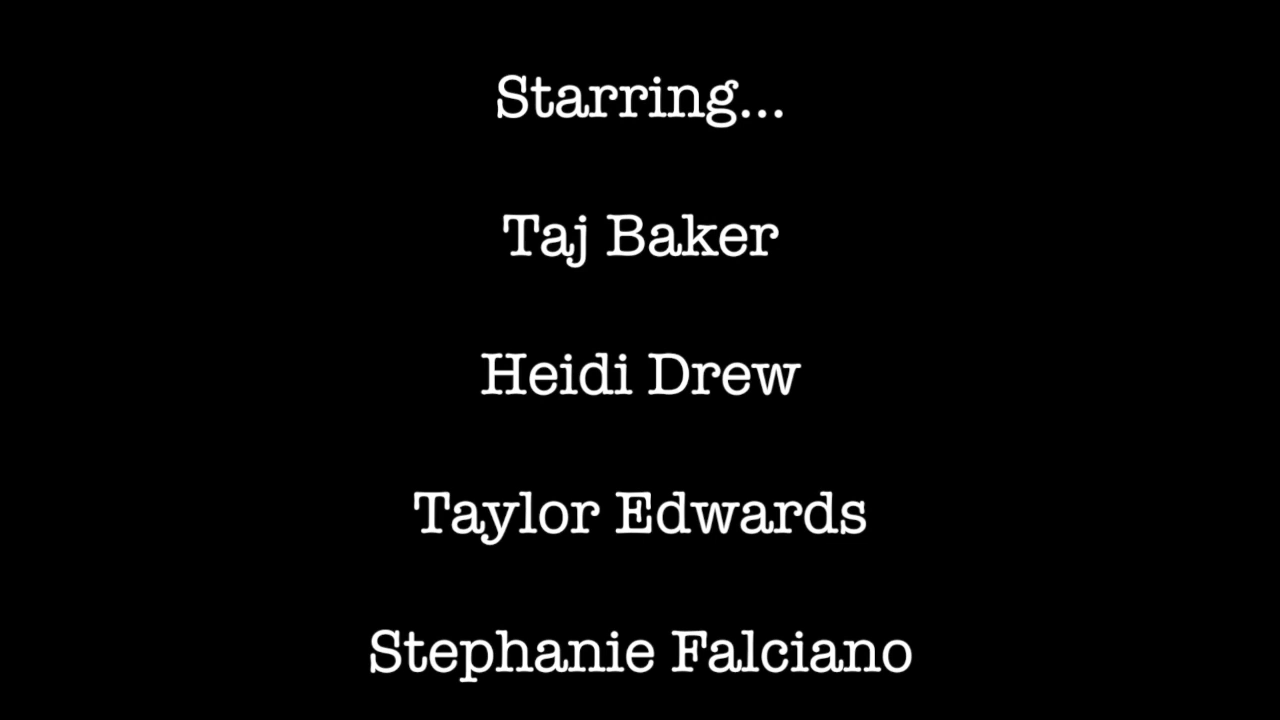 Starring...
Taj Baker
Heidi Drew
Taylor Edwards
Stephanie Falciano